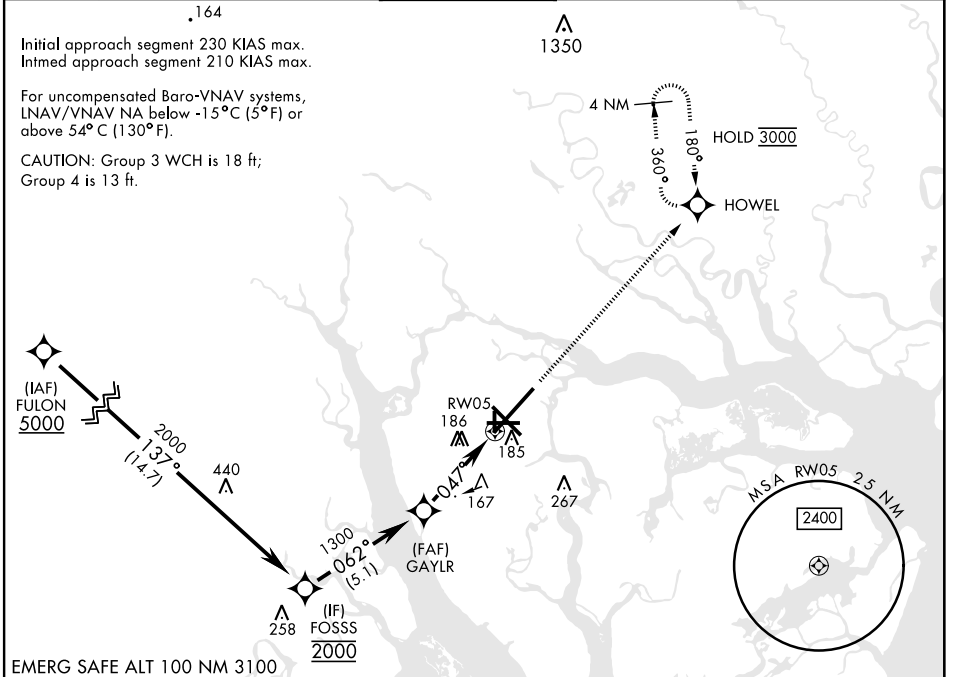 .164
Initial approach segment 230 KIAS max.
Intmed approach segment 210 KIAS max.
For uncompensated Baro-VNAV systems,
LNAV/VNAV NA below -15°C (5°F) or
above 54° C (130°F).
CAUTION: Group 3 WCH is 18 ft;
Group 4 is 13 ft.
1350
4 NM
HOLD 3000
360°
180°
HOWEL
(IAF)
FULON
5000
2000
137°
(14.7)
440
RW05
186
185
047°
167
267
(FAF)
GAYLR
1300
062°
(5.1)
258
(IF)
FOSSS
2000
MSA RW05 25 NM
2400
EMERG SAFE ALT 100 NM 3100